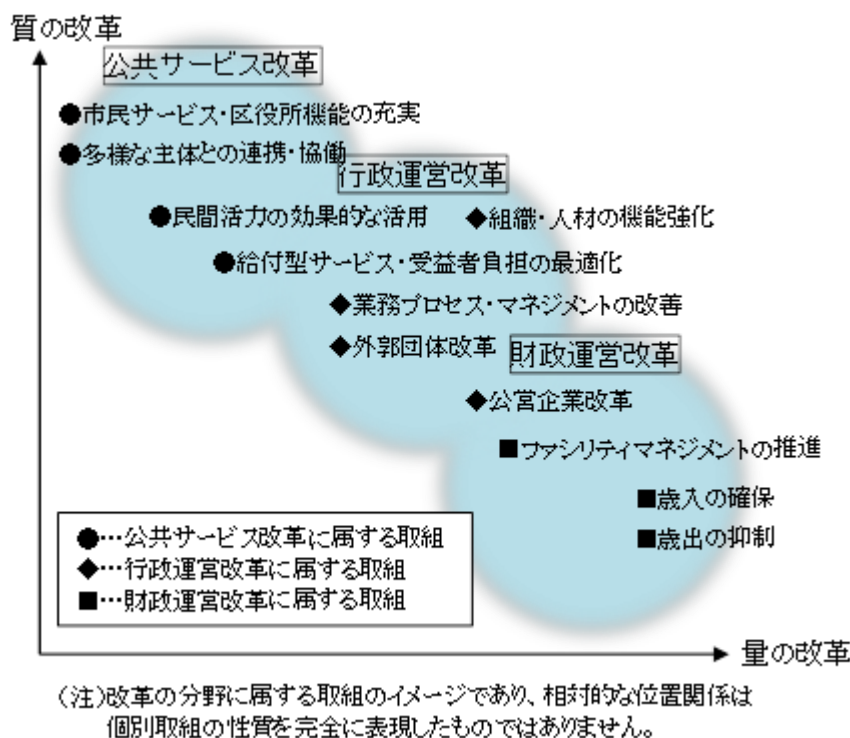 質の改革
公共サービス改革
●市民サービス・区役所機能の充実
●多様な主体との連携・協働
行政運営改革
●民間活力の効果的な活用
◆組織・人材の機能強化
●給付型サービス・受益者負担の最適化
◆業務プロセス・マネジメントの改善
◆外郭団体改革
財政運営改革
◆公営企業改革
■ファシリティマネジメントの推進
■歳入の確保
■歳出の抑制
●…公共サービス改革に属する取組
◆…行政運営改革に属する取組
■…財政運営改革に属する取組
量の改革
(注)改革の分野に属する取組のイメージであり、相対的な位置関係は
個別取組の性質を完全に表現したものではありません。